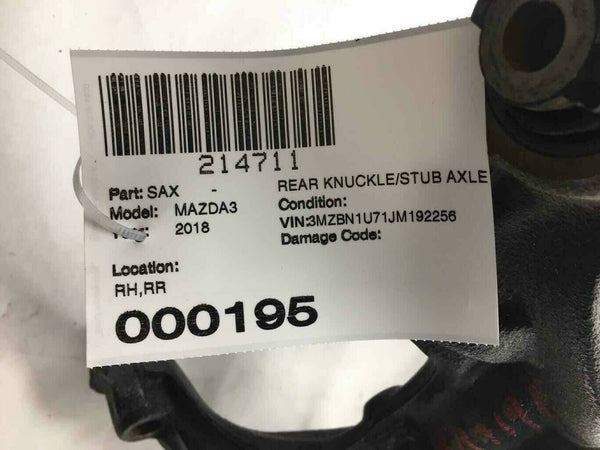 214711
Part: SAX - REAR KNUCKLE/STUB AXLE
Model: MAZDA3 Condition:
2018 VIN:3MZBN1U71JM192256
Damage Code:
Location:
RH,RR
000195